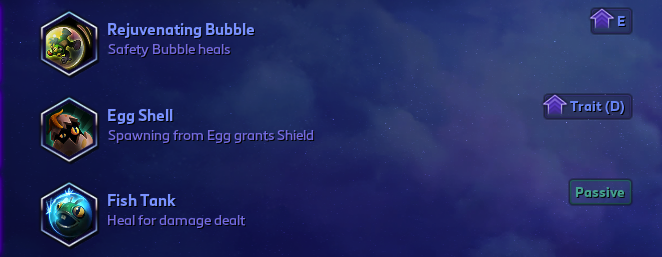 Rejuvenating Bubble
E
Safety Bubble heals
Egg Shell
Trait (D)
Spawning from Egg grants Shield
Fish Tank
Passive
Heal for damage dealt